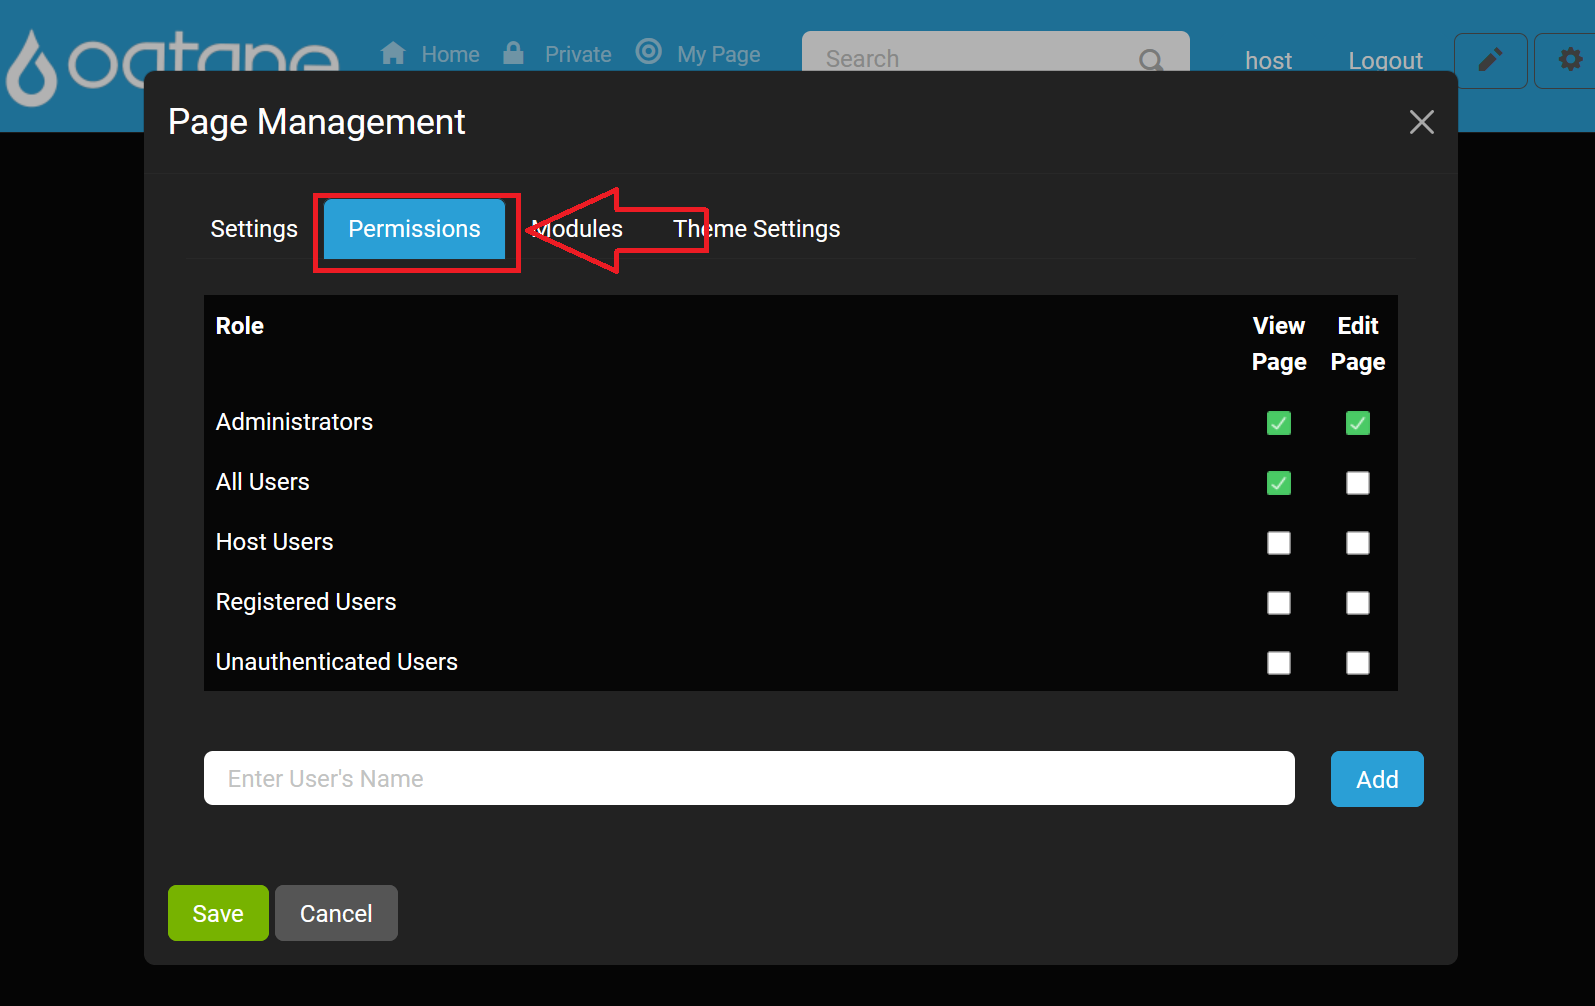 oqtane
Home Private My Page Search host Logout
Page Management
Settings Permissions Modules Theme Settings
Role View Page Edit Page
Administrators
All Users
Host Users
Registered Users
Unauthenticated Users
Enter User's Name Add
Save Cancel